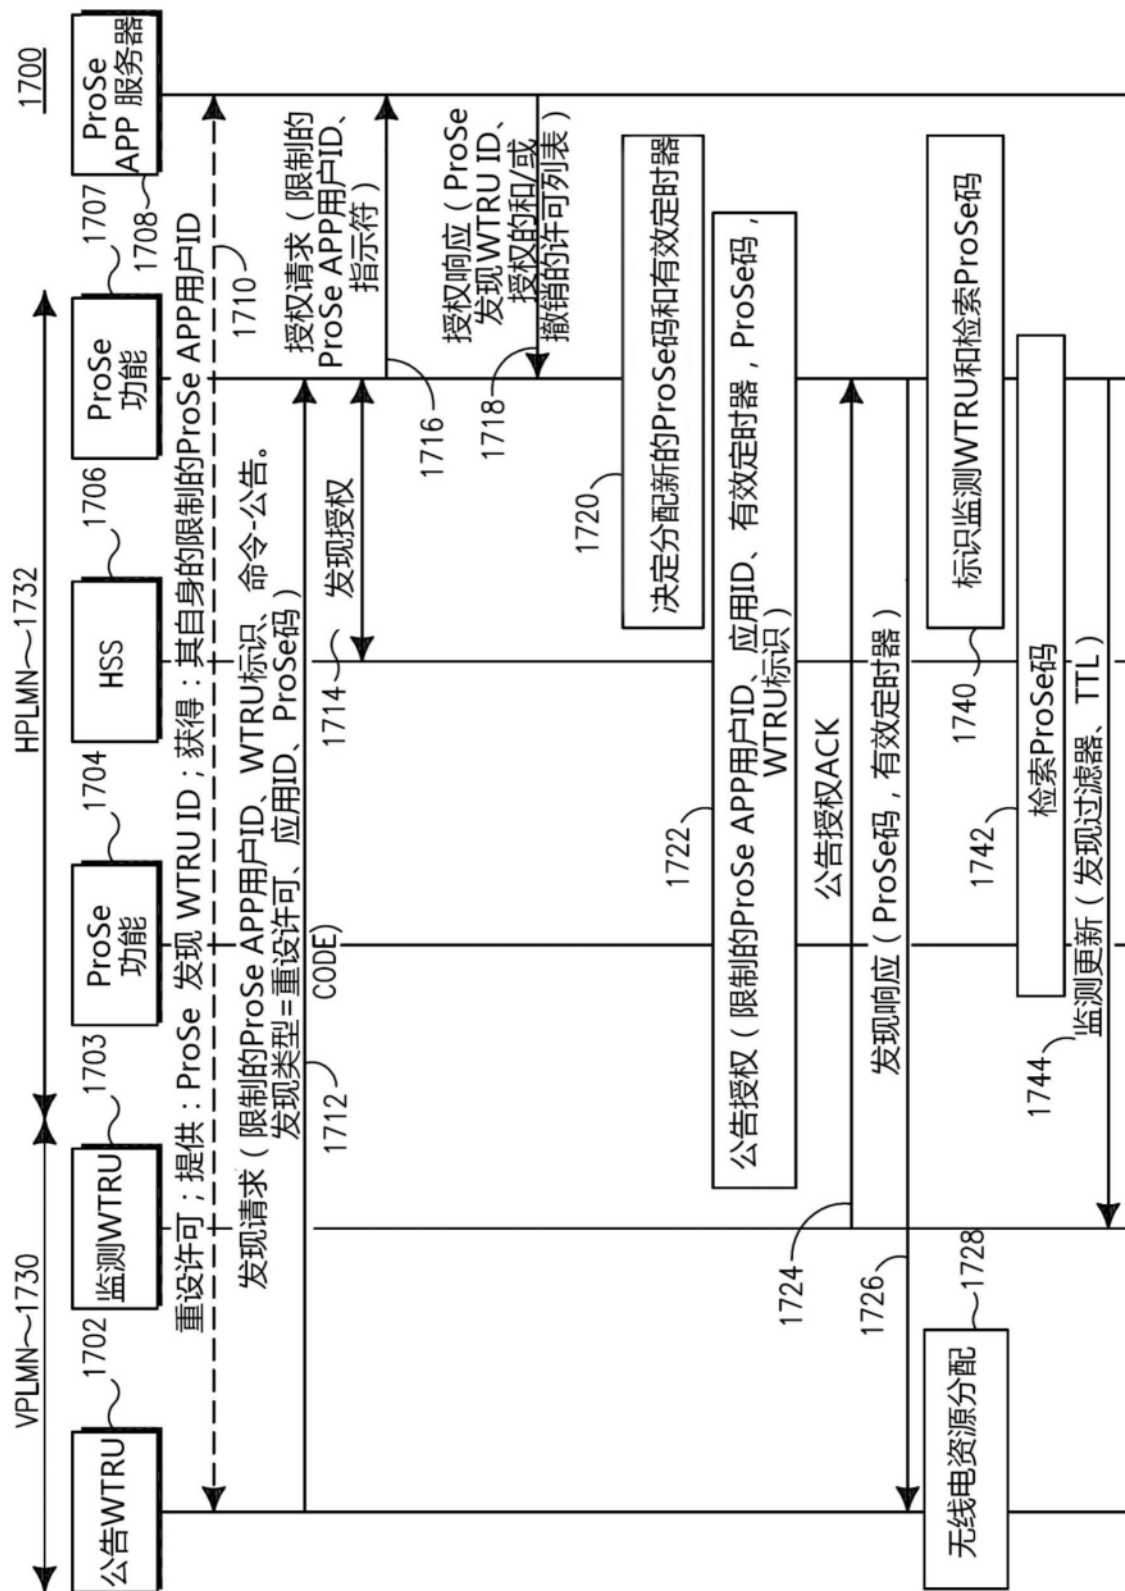 1700
VPLMN～1730
HPLMN～1732
公告WTRU
1702
监测WTRU
1703
ProSe
功能
1704
HSS
1706
ProSe
功能
1707
ProSe
APP 服务器
1708
重设许可；提供：ProSe 发现 WTRU ID；获得：其自身的限制的ProSe APP用户ID
1710
发现请求（限制的ProSe APP用户ID、WTRU标识、命令-公告。
发现类型=重设许可、应用ID、ProSe码）
CODE)
1712
发现授权
1714
授权请求（限制的
ProSe APP用户ID、
指示符）
1716
授权响应（ProSe
发现WTRU ID、
授权的和/或
撤销的许可列表）
1718
决定分配新的ProSe码和有效定时器
1720
公告授权（限制的ProSe APP用户ID、应用ID、有效定时器，ProSe码，
WTRU标识）
1722
公告授权ACK
1724
发现响应（ProSe码，有效定时器）
1726
无线电资源分配
1728
标识监测WTRU和检索ProSe码
1740
检索ProSe码
1742
监测更新（发现过滤器、TTL）
1744